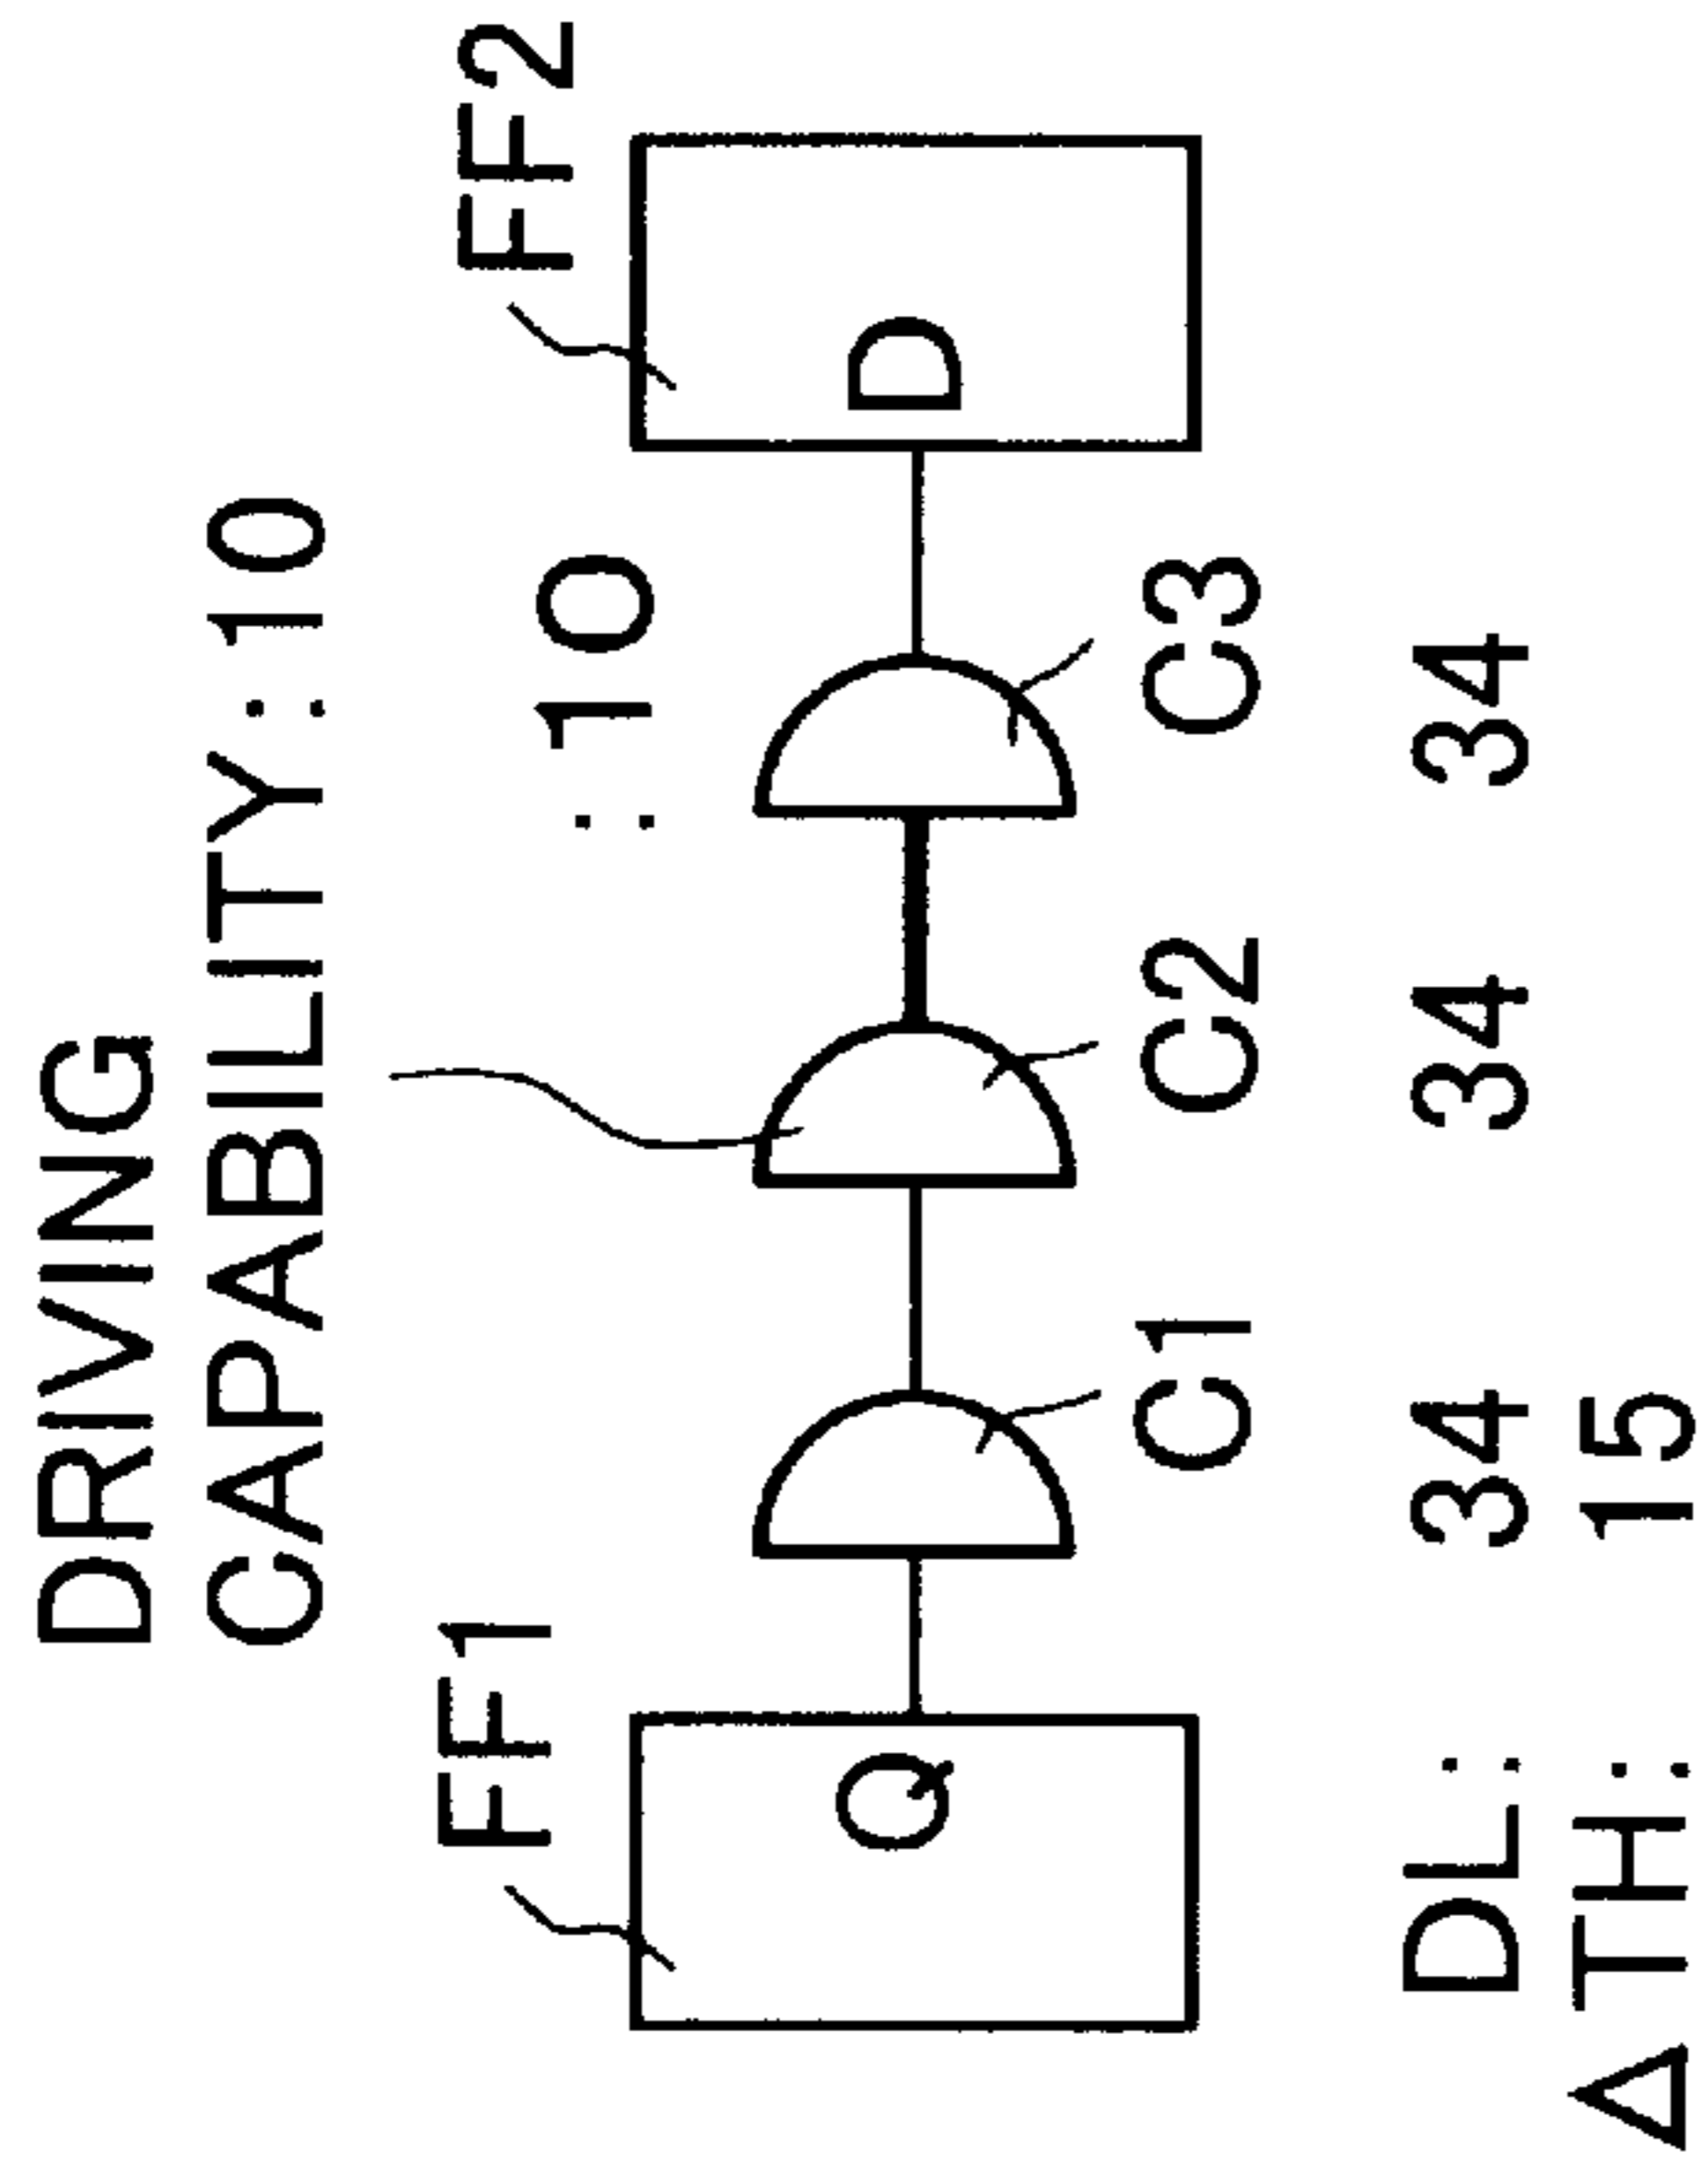 DRIVING
CAPABILITY:10
FF1
:10
FF2
Q
D
C1
C2
C3
DL: 34 34 34
ΔTH: 15